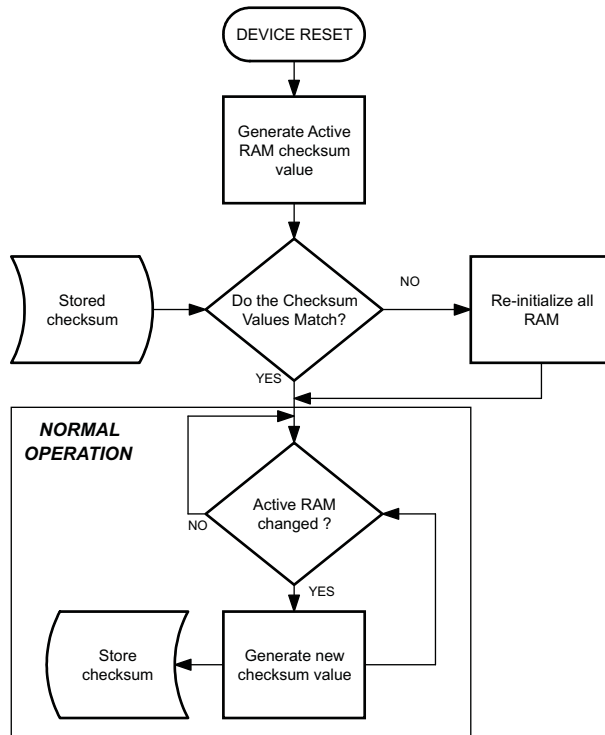 DEVICE RESET
Generate Active
RAM checksum
value
Stored
checksum
Do the Checksum
Values Match?
NO
Re-initialize all
RAM
YES
NORMAL
OPERATION
Active RAM
changed ?
NO
YES
Store
checksum
Generate new
checksum value